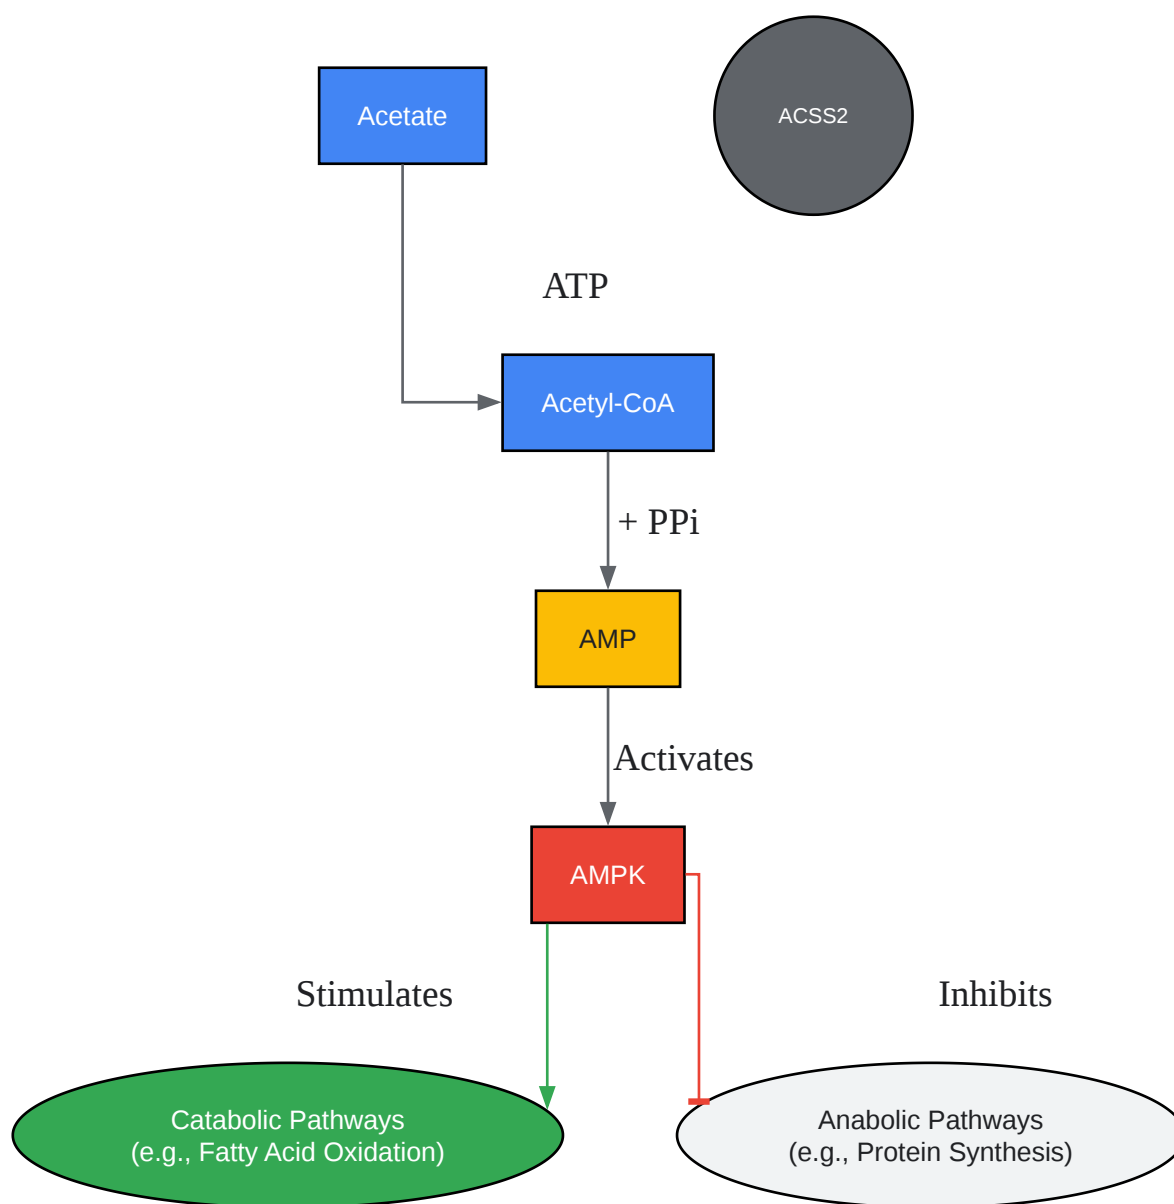 Acetate
ACSS2
ATP
Acetyl-CoA
+ PPi
AMP
Activates
AMPK
Stimulates
Inhibits
Catabolic Pathways
(e.g., Fatty Acid Oxidation)
Anabolic Pathways
(e.g., Protein Synthesis)